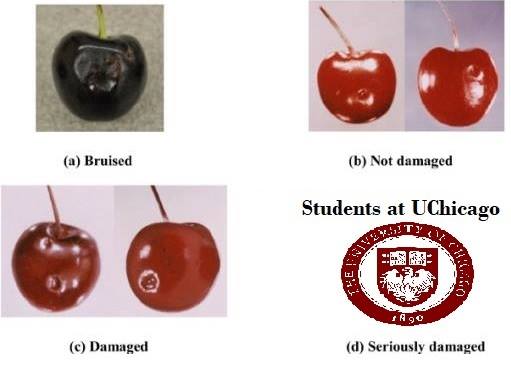 (a) Bruised
(b) Not damaged
Students at UChicago
THE UNIVERSITY OF CHICAGO
1890
(c) Damaged
(d) Seriously damaged